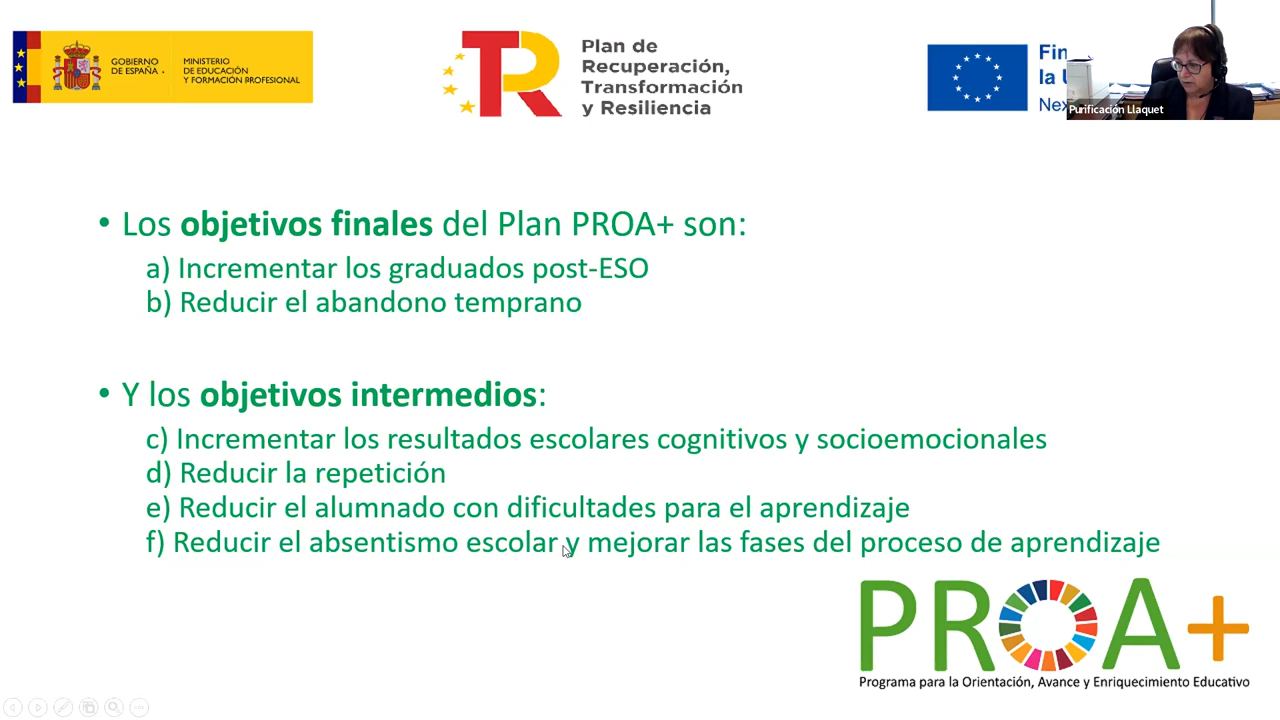 GOBIERNO
DE ESPAÑA
MINISTERIO
DE EDUCACIÓN
Y FORMACIÓN PROFESIONAL
TR
Plan de
Recuperación,
Transformación
y Resiliencia
Fin
la U
Nex
Purificación Llaquet
• Los objetivos finales del Plan PROA+ son:
a) Incrementar los graduados post-ESO
b) Reducir el abandono temprano
• Y los objetivos intermedios:
c) Incrementar los resultados escolares cognitivos y socioemocionales
d) Reducir la repetición
e) Reducir el alumnado con dificultades para el aprendizaje
f) Reducir el absentismo escolar y mejorar las fases del proceso de aprendizaje
PROA+
Programa para la Orientación, Avance y Enriquecimiento Educativo